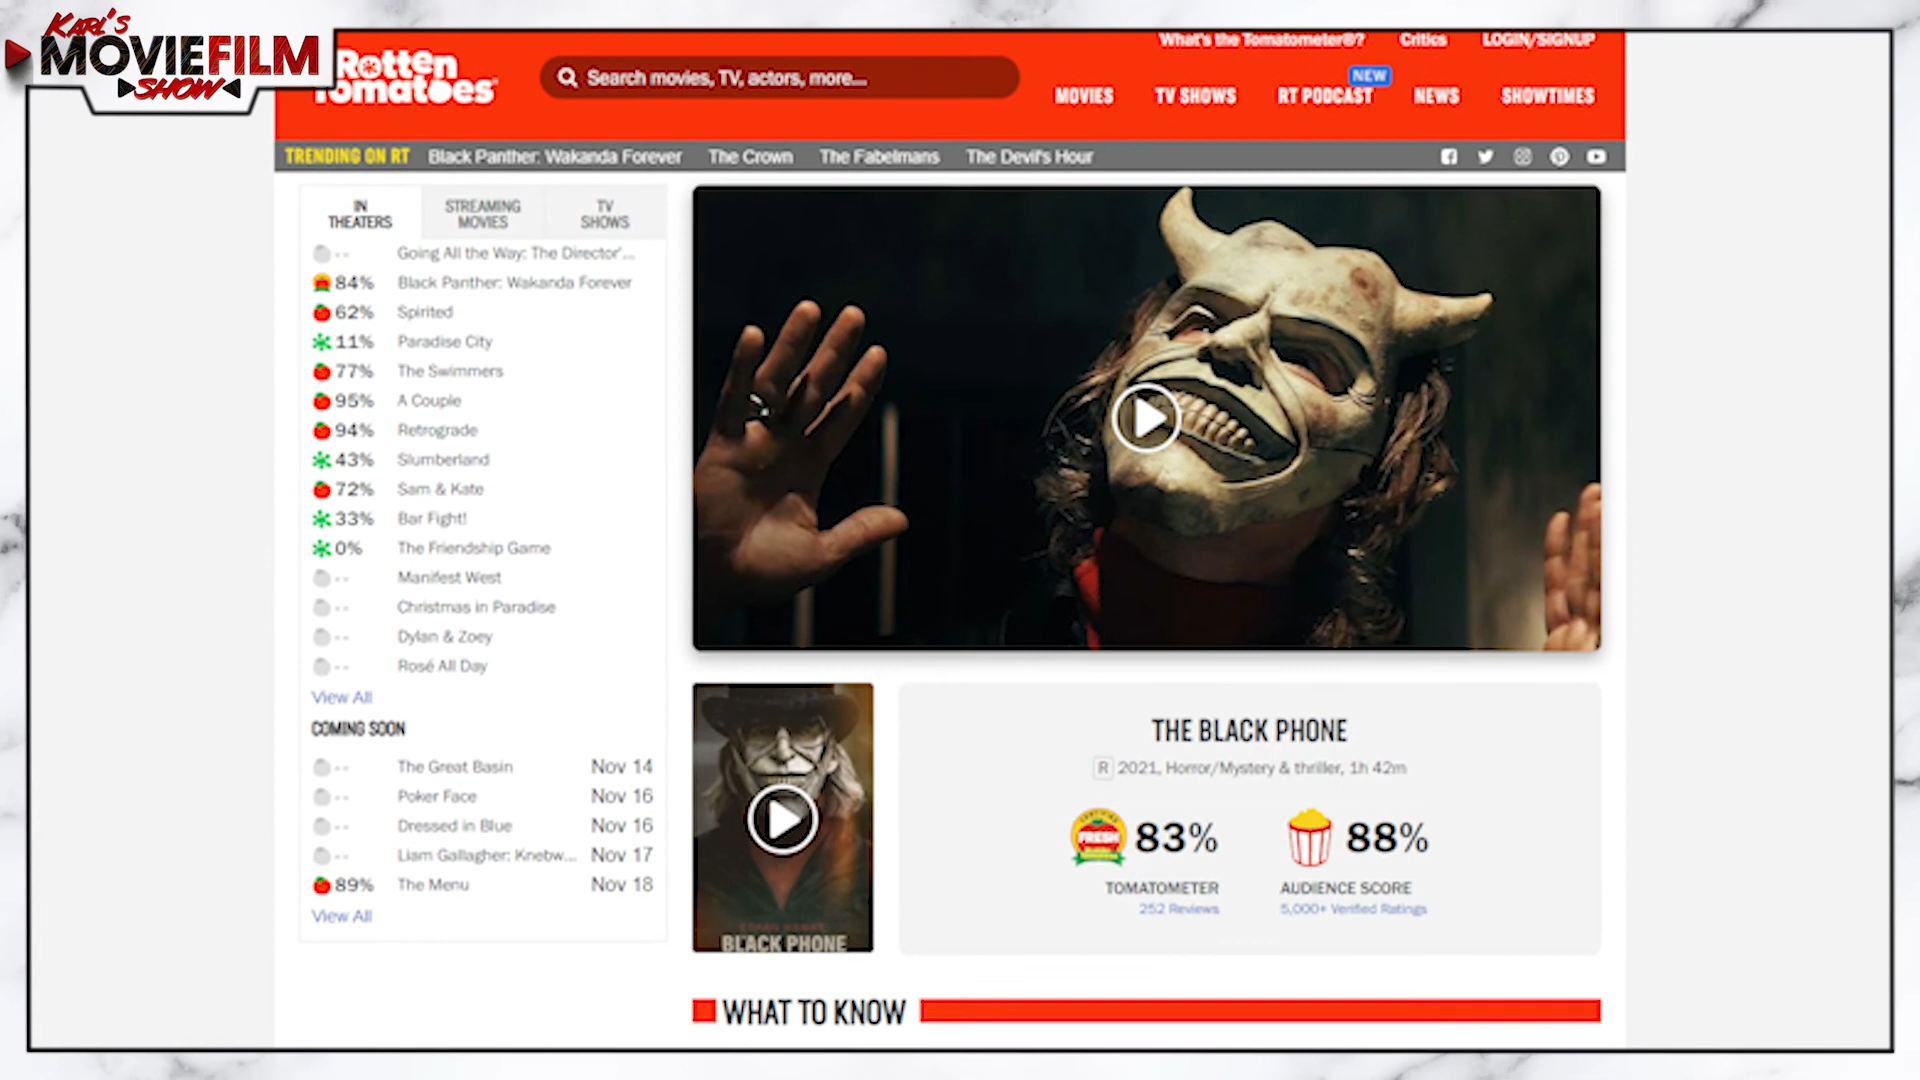 KARL'S
MOVIEFILM
SHOW
Rotten
Tomatoes
Search movies, TV, actors, more...
What's the Tomatometer®?
Critics
LOGIN/SIGNUP
MOVIES
TV SHOWS
NEW
RT PODCAST
NEWS
SHOWTIMES
TRENDING ON RT
Black Panther: Wakanda Forever
The Crown
The Fabelmans
The Devil's Hour
IN
THEATERS
STREAMING
MOVIES
TV
SHOWS
-- Going All the Way: The Director'...
84% Black Panther: Wakanda Forever
62% Spirited
11% Paradise City
77% The Swimmers
95% A Couple
94% Retrograde
43% Slumberland
72% Sam & Kate
33% Bar Fight!
0% The Friendship Game
-- Manifest West
-- Christmas in Paradise
-- Dylan & Zoey
-- Rosé All Day
View All
COMING SOON
-- The Great Basin Nov 14
-- Poker Face Nov 16
-- Dressed in Blue Nov 16
-- Liam Gallagher: Knebw... Nov 17
89% The Menu Nov 18
View All
ETHAN HAWKE
BLACK PHONE
THE BLACK PHONE
R 2021, Horror/Mystery & thriller, 1h 42m
CERTIFIED
FRESH
83%
88%
TOMATOMETER
AUDIENCE SCORE
252 Reviews
5,000+ Verified Ratings
WHAT TO KNOW